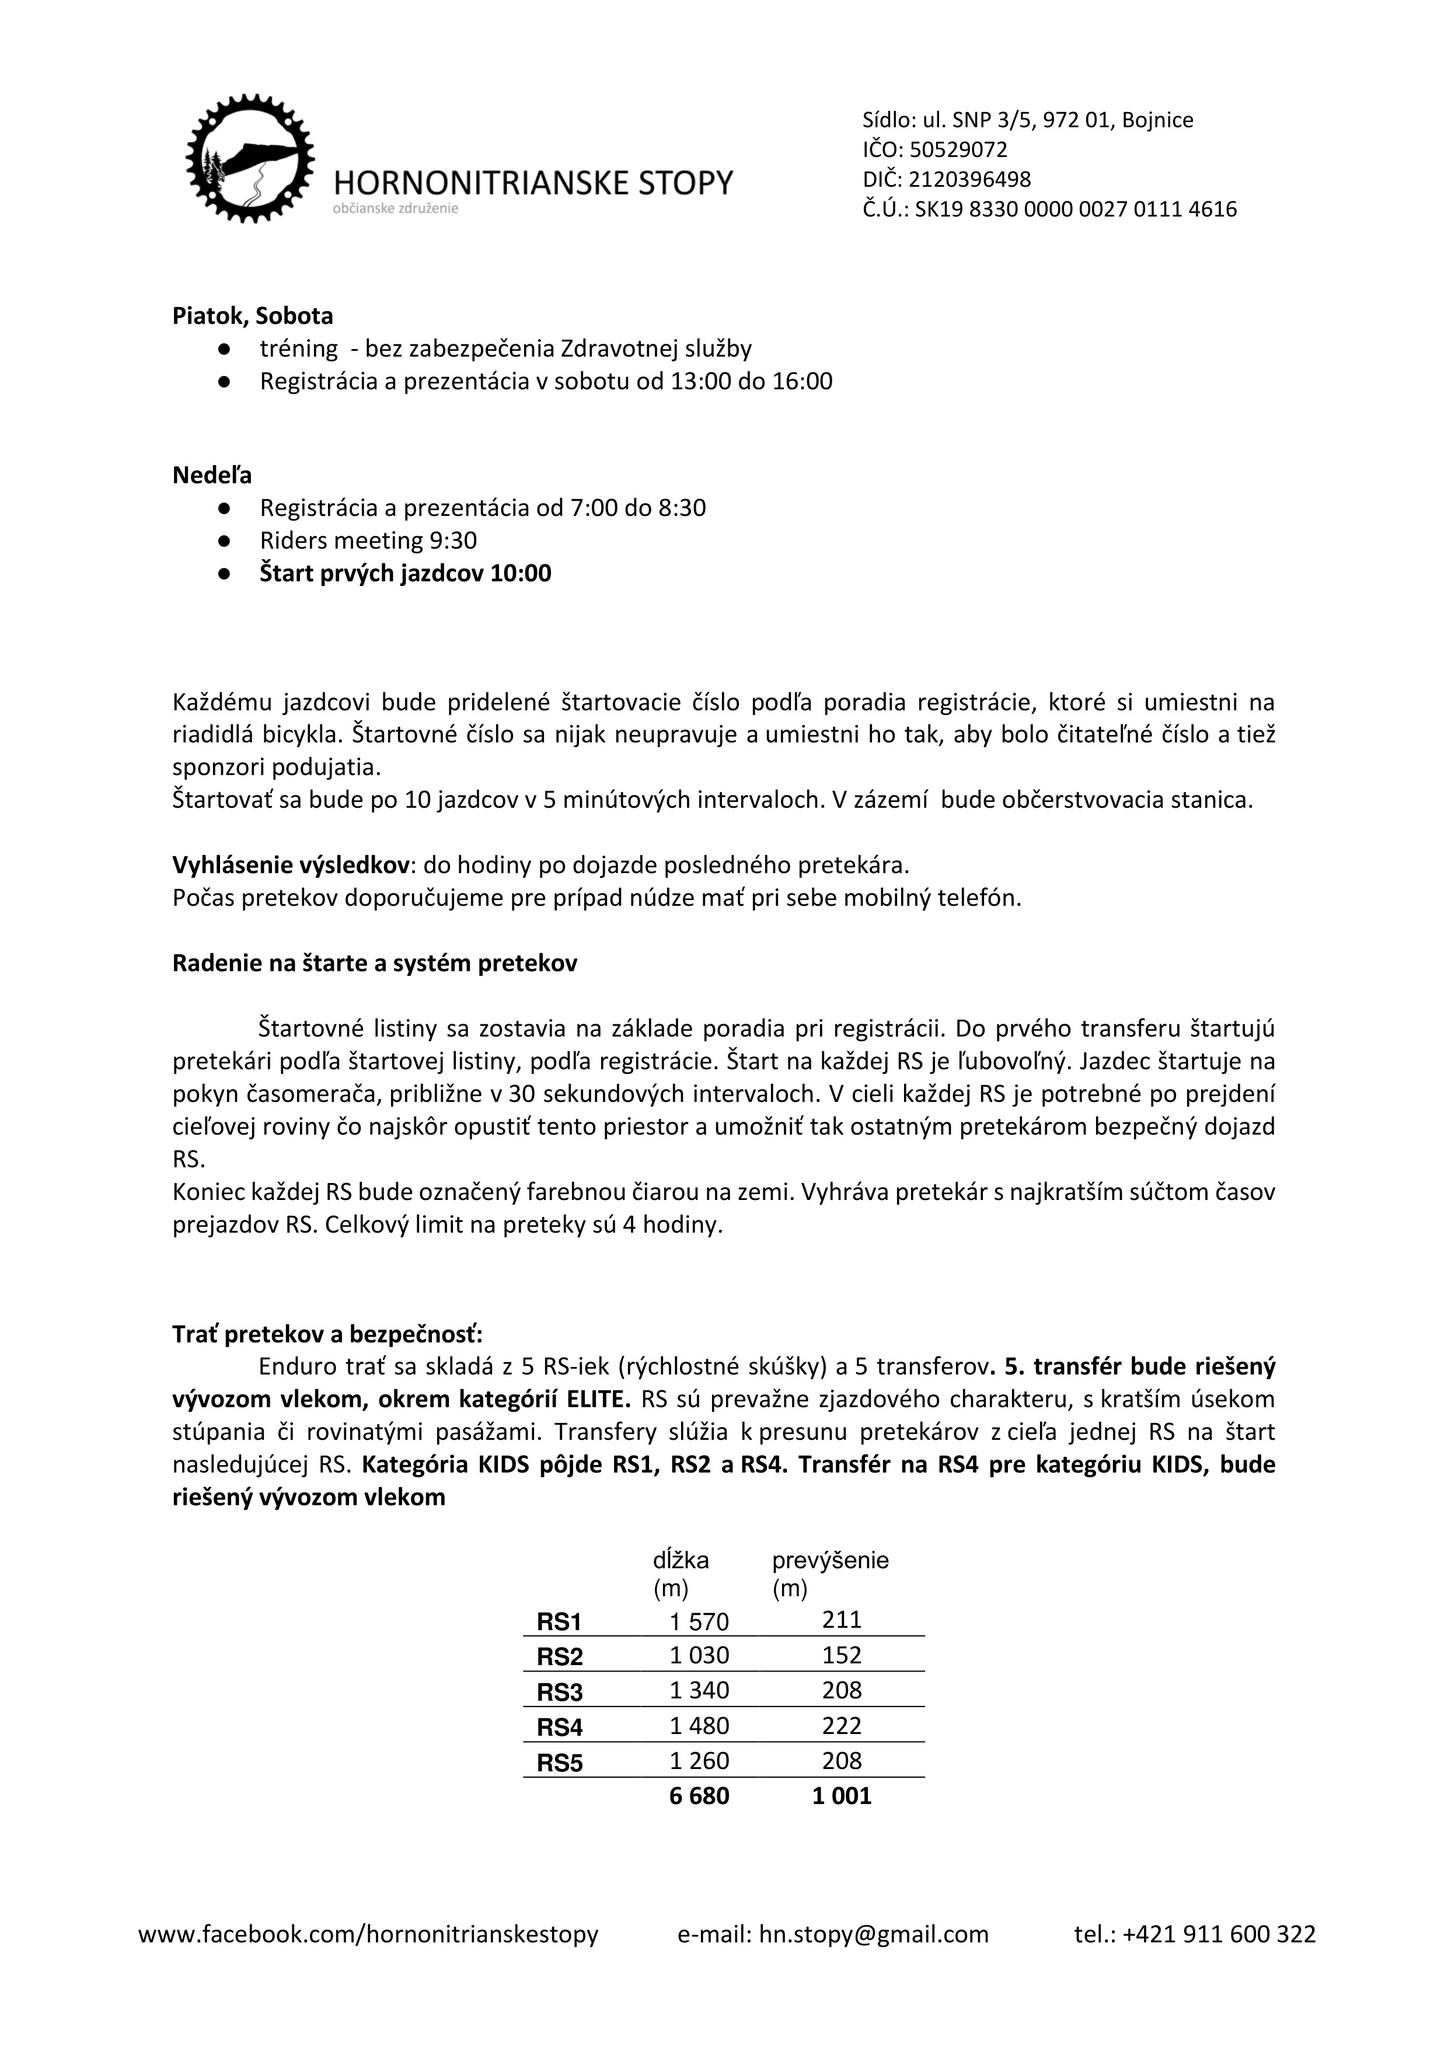 HORNONITRIANSKE STOPY
občianske združenie
Sídlo: ul. SNP 3/5, 972 01, Bojnice
IČO: 50529072
DIČ: 2120396498
Č.Ú.: SK19 8330 0000 0027 0111 4616
Piatok, Sobota
● tréning - bez zabezpečenia Zdravotnej služby
● Registrácia a prezentácia v sobotu od 13:00 do 16:00
Nedeľa
● Registrácia a prezentácia od 7:00 do 8:30
● Riders meeting 9:30
● Štart prvých jazdcov 10:00
Každému jazdcovi bude pridelené štartovacie číslo podľa poradia registrácie, ktoré si umiestni na
riadidlá bicykla. Štartovné číslo sa nijak neupravuje a umiestni ho tak, aby bolo čitateľné číslo a tiež
sponzori podujatia.
Štartovať sa bude po 10 jazdcov v 5 minútových intervaloch. V zázemí bude občerstvovacia stanica.
Vyhlásenie výsledkov: do hodiny po dojazde posledného pretekára.
Počas pretekov doporučujeme pre prípad núdze mať pri sebe mobilný telefón.
Radenie na štarte a systém pretekov
Štartovné listiny sa zostavia na základe poradia pri registrácii. Do prvého transferu štartujú
pretekári podľa štartovej listiny, podľa registrácie. Štart na každej RS je ľubovoľný. Jazdec štartuje na
pokyn časomerača, približne v 30 sekundových intervaloch. V cieli každej RS je potrebné po prejdení
cieľovej roviny čo najskôr opustiť tento priestor a umožniť tak ostatným pretekárom bezpečný dojazd
RS.
Koniec každej RS bude označený farebnou čiarou na zemi. Vyhráva pretekár s najkratším súčtom časov
prejazdov RS. Celkový limit na preteky sú 4 hodiny.
Trať pretekov a bezpečnosť:
Enduro trať sa skladá z 5 RS-iek (rýchlostné skúšky) a 5 transferov. 5. transfér bude riešený
vývozom vlekom, okrem kategórií ELITE. RS sú prevažne zjazdového charakteru, s kratším úsekom
stúpania či rovinatými pasážami. Transfery slúžia k presunu pretekárov z cieľa jednej RS na štart
nasledujúcej RS. Kategória KIDS pôjde RS1, RS2 a RS4. Transfér na RS4 pre kategóriu KIDS, bude
riešený vývozom vlekom
dĺžka prevýšenie
(m) (m)
RS1 1 570 211
RS2 1 030 152
RS3 1 340 208
RS4 1 480 222
RS5 1 260 208
6 680 1 001
www.facebook.com/hornonitrianskestopy e-mail: hn.stopy@gmail.com tel.: +421 911 600 322